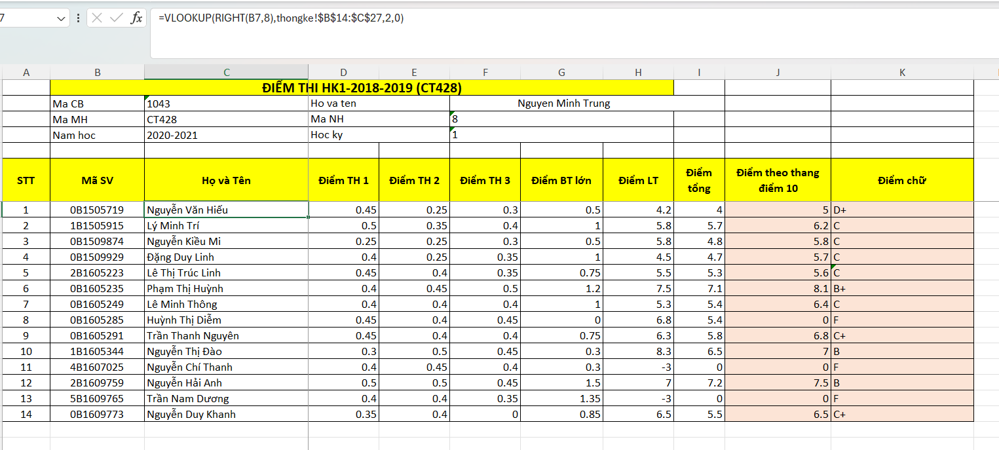 7 fx =VLOOKUP(RIGHT(B7,8),thongke!$B$14:$C$27,2,0)
A B C D E F G H I J K
ĐIỂM THI HK1-2018-2019 (CT428)
Ma CB 1043 Ho va ten Nguyen Minh Trung
Ma MH CT428 Ma NH 8
Nam hoc 2020-2021 Hoc ky 1
STT Mã SV Họ và Tên Điểm TH 1 Điểm TH 2 Điểm TH 3 Điểm BT lớn Điểm LT Điểm tổng Điểm theo thang điểm 10 Điểm chữ
1 0B1505719 Nguyễn Văn Hiếu 0.45 0.25 0.3 0.5 4.2 4 5 D+
2 1B1505915 Lý Minh Trí 0.5 0.35 0.4 1 5.8 5.7 6.2 C
3 0B1509874 Nguyễn Kiều Mi 0.25 0.25 0.3 0.5 5.8 4.8 5.8 C
4 0B1509929 Đặng Duy Linh 0.4 0.25 0.35 1 4.5 4.7 5.7 C
5 2B1605223 Lê Thị Trúc Linh 0.45 0.4 0.35 0.75 5.5 5.3 5.6 C
6 0B1605235 Phạm Thị Huỳnh 0.4 0.45 0.5 1.2 7.5 7.1 8.1 B+
7 0B1605249 Lê Minh Thông 0.4 0.4 0.4 1 5.3 5.4 6.4 C
8 0B1605285 Huỳnh Thị Diễm 0.45 0.4 0.45 0 6.8 5.4 0 F
9 0B1605291 Trần Thanh Nguyên 0.45 0.4 0.4 0.75 6.3 5.8 6.8 C+
10 1B1605344 Nguyễn Thị Đào 0.3 0.5 0.45 0.3 8.3 6.5 7 B
11 4B1607025 Nguyễn Chí Thanh 0.4 0.45 0.4 0.3 -3 0 0 F
12 2B1609759 Nguyễn Hải Anh 0.5 0.5 0.45 1.5 7 7.2 7.5 B
13 5B1609765 Trần Nam Dương 0.4 0.4 0.35 1.35 -3 0 0 F
14 0B1609773 Nguyễn Duy Khanh 0.35 0.4 0 0.85 6.5 5.5 6.5 C+